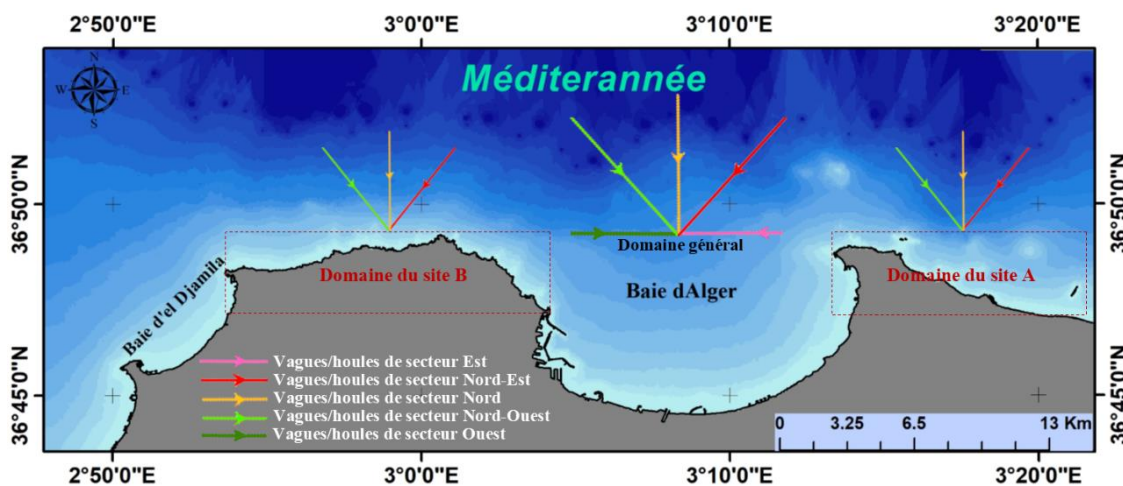 2°50'0"E 3°0'0"E 3°10'0"E 3°20'0"E
N
W E
S
Méditerannée
36°50'0"N 36°50'0"N
Domaine général
Domaine du site B
Domaine du site A
Baie d'el Djamila
Baie dAlger
Vagues/houles de secteur Est
Vagues/houles de secteur Nord-Est
Vagues/houles de secteur Nord
Vagues/houles de secteur Nord-Ouest
Vagues/houles de secteur Ouest
36°45'0"N 36°45'0"N
0 3.25 6.5 13 Km
2°50'0"E 3°0'0"E 3°10'0"E 3°20'0"E